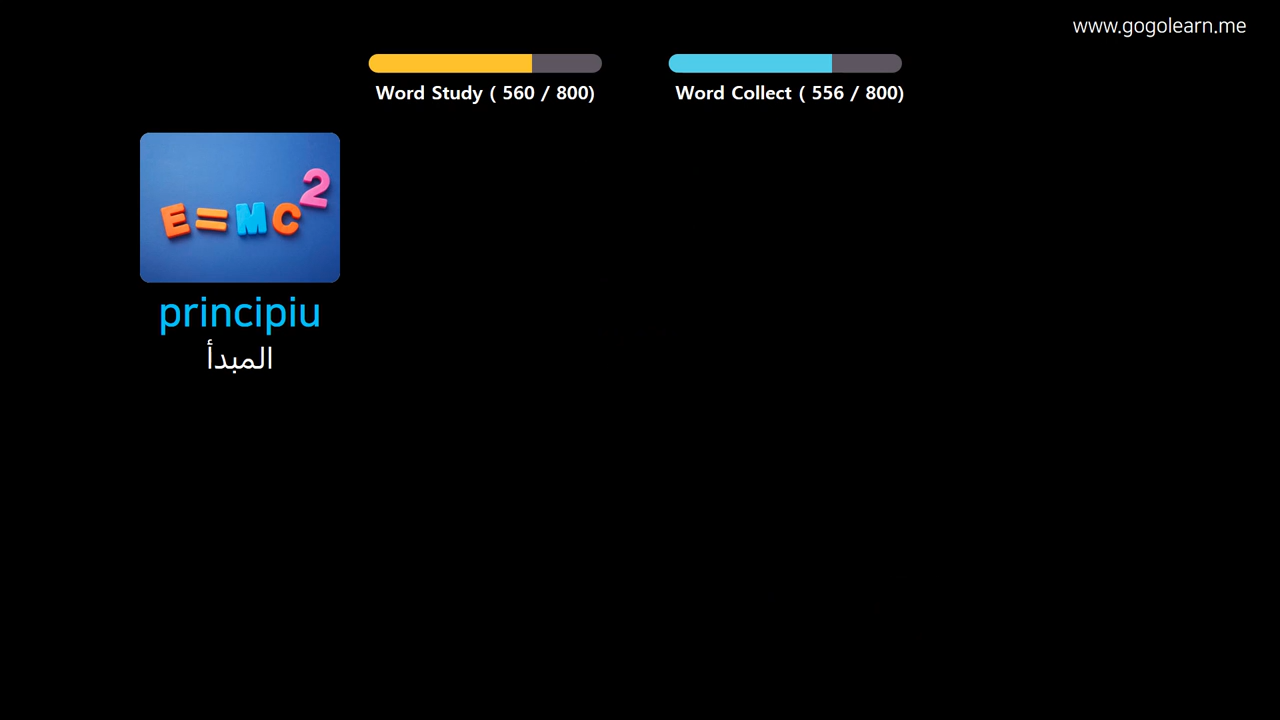 www.gogolearn.me
Word Study ( 560 / 800)
Word Collect ( 556 / 800)
E=MC²
principiu
المبدأ